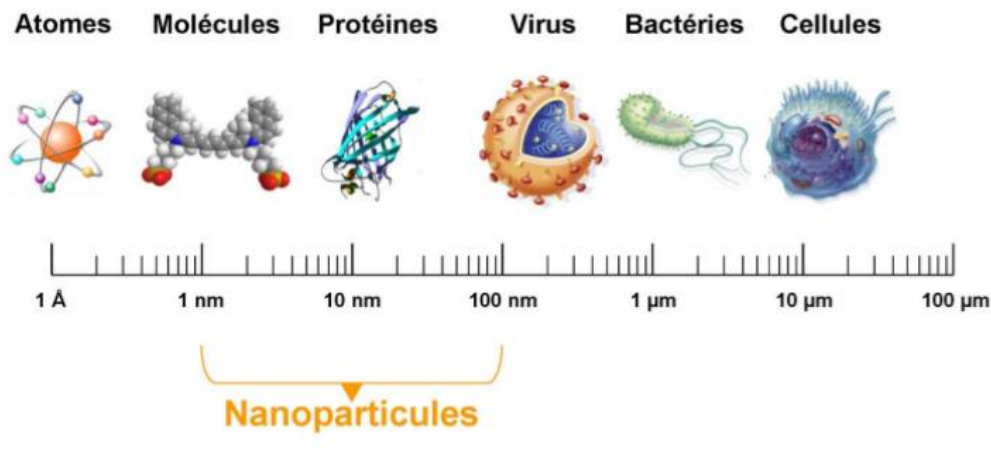 Atomes Molécules Protéines Virus Bactéries Cellules
1 Å 1 nm 10 nm 100 nm 1 µm 10 µm 100 µm
Nanoparticules